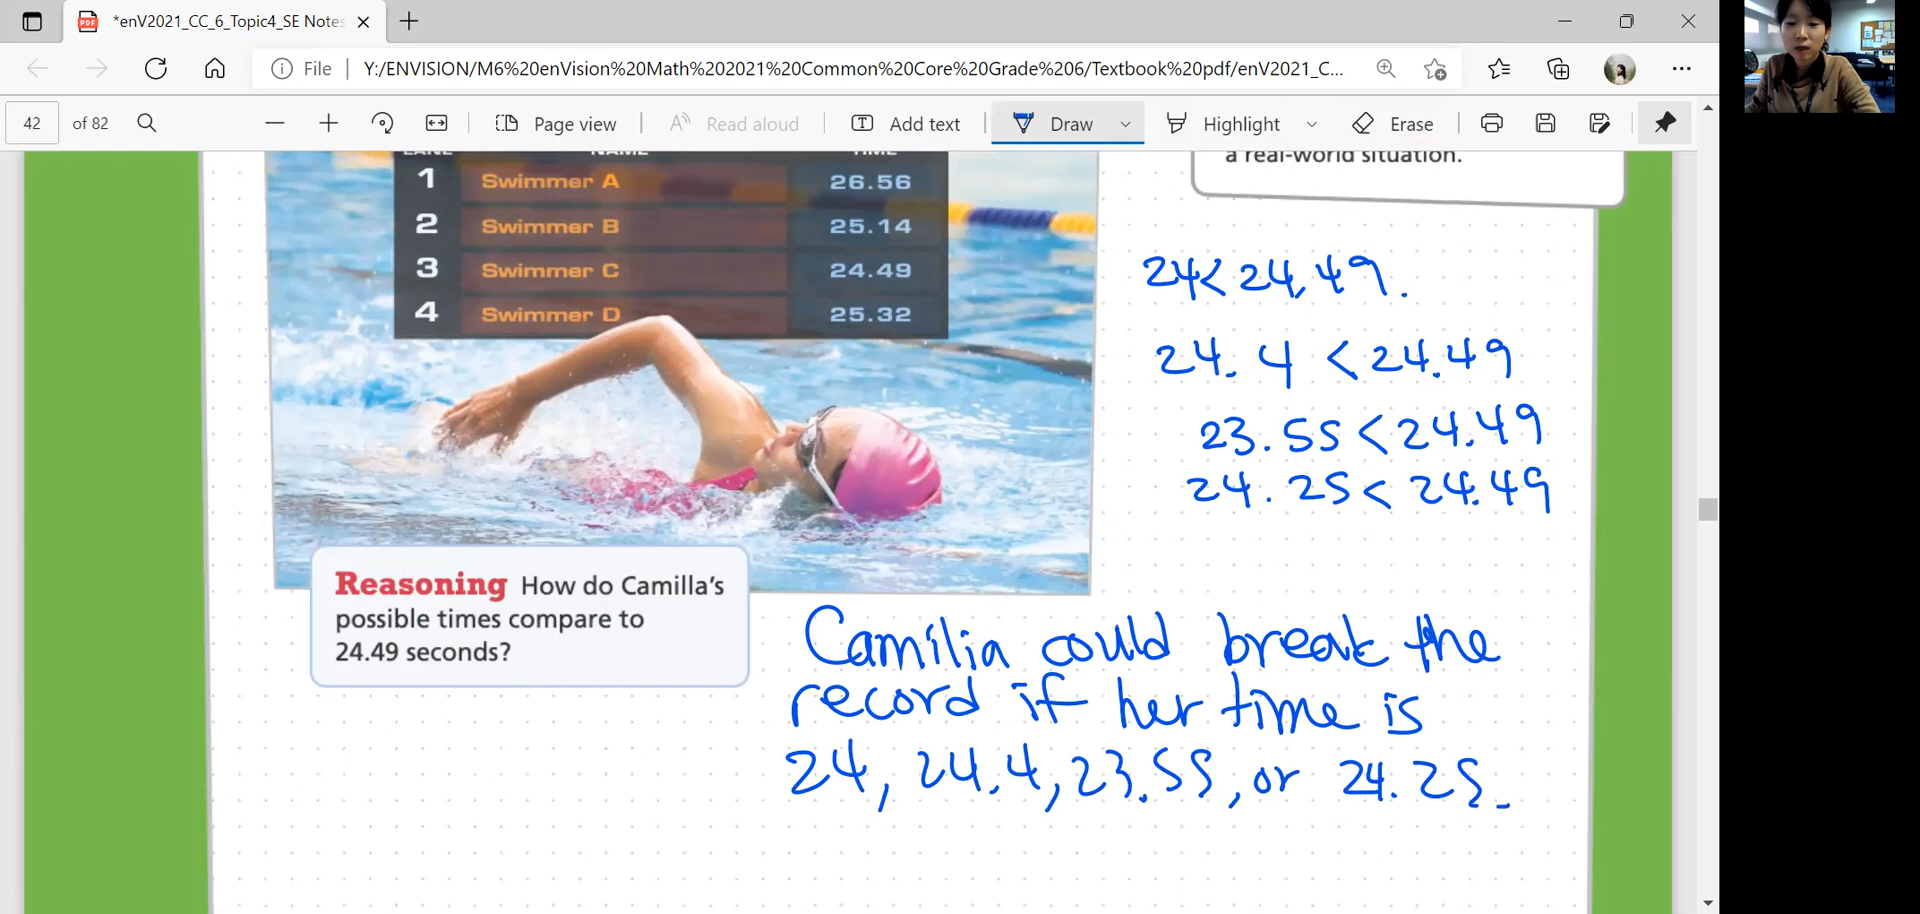 *enV2021_CC_6_Topic4_SE Notes
File
Y:/ENVISION/M6%20enVision%20Math%202021%20Common%20Core%20Grade%206/Textbook%20pdf/enV2021_C...
42 of 82
Page view
Read aloud
Add text
Draw
Highlight
Erase
LANE NAME TIME
1 Swimmer A 26.56
2 Swimmer B 25.14
3 Swimmer C 24.49
4 Swimmer D 25.32
a real-world situation.
24<24.49.
24.4 <24.49
23.55<24.49
24.25<24.49
Reasoning How do Camilla's
possible times compare to
24.49 seconds?
Camilia could break the
record if her time is
24, 24.4, 23.55, or 24.25.